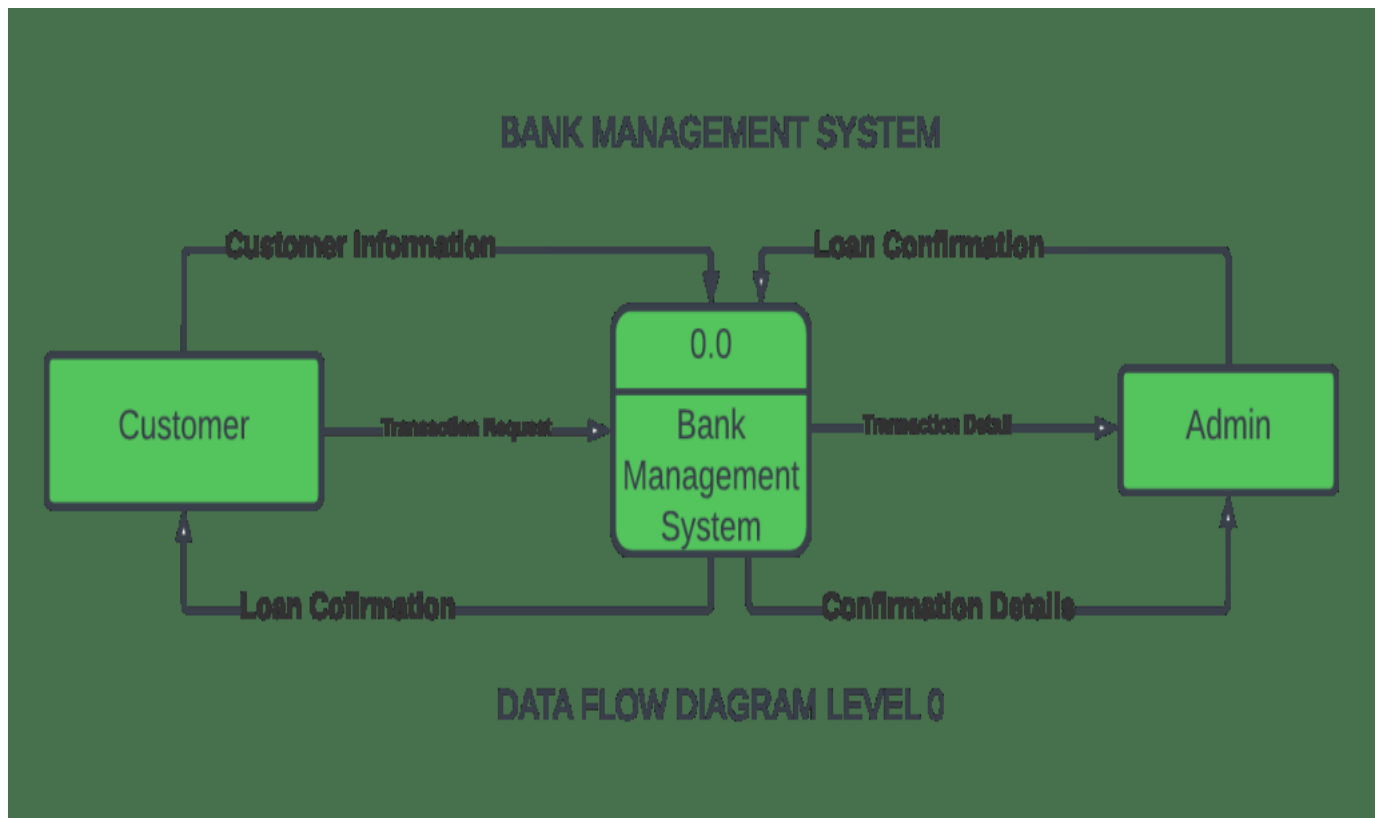 BANK MANAGEMENT SYSTEM
Customer Information
Loan Confirmation
0.0
Customer
Transaction Request
Bank
Management
System
Trensaction Detail
Admin
Loan Cofirmation
Confirmation Details
DATA FLOW DIAGRAM LEVEL 0